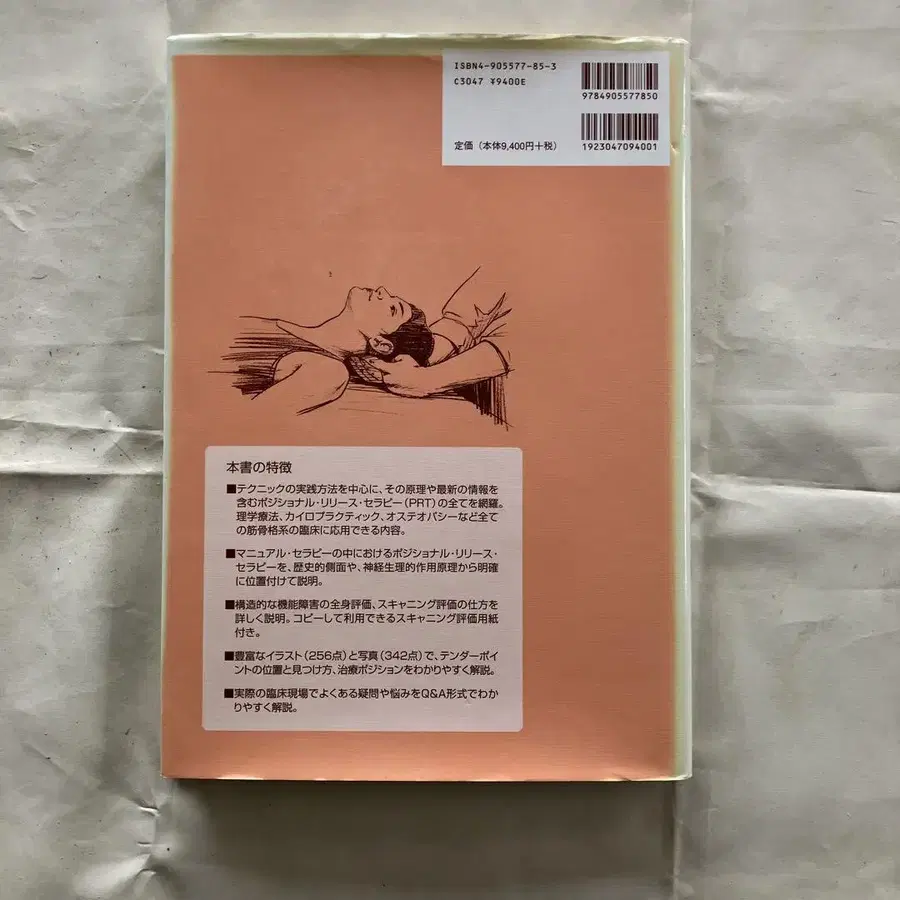 ISBN4-905577-85-3
C3047 ¥9400E
定価（本体9,400円＋税）
9784905577850
1923047094001
本書の特徴
■テクニックの実践方法を中心に、その原理や最新の情報を
含むポジショナル・リリース・セラピー（PRT）の全てを網羅。
理学療法、カイロプラクティック、オステオパシーなど全て
の筋骨格系の臨床に応用できる内容。
■マニュアル・セラピーの中におけるポジショナル・リリース・
セラピーを、歴史的側面や、神経生理的作用原理から明確
に位置付けて説明。
■構造的な機能障害の全身評価、スキャニング評価の仕方を
詳しく説明。コピーして利用できるスキャニング評価用紙
付き。
■豊富なイラスト（256点）と写真（342点）で、テンダーポイ
ントの位置と見つけ方、治療ポジションをわかりやすく解説。
■実際の臨床現場でよくある疑問や悩みをQ&A形式でわか
りやすく解説。